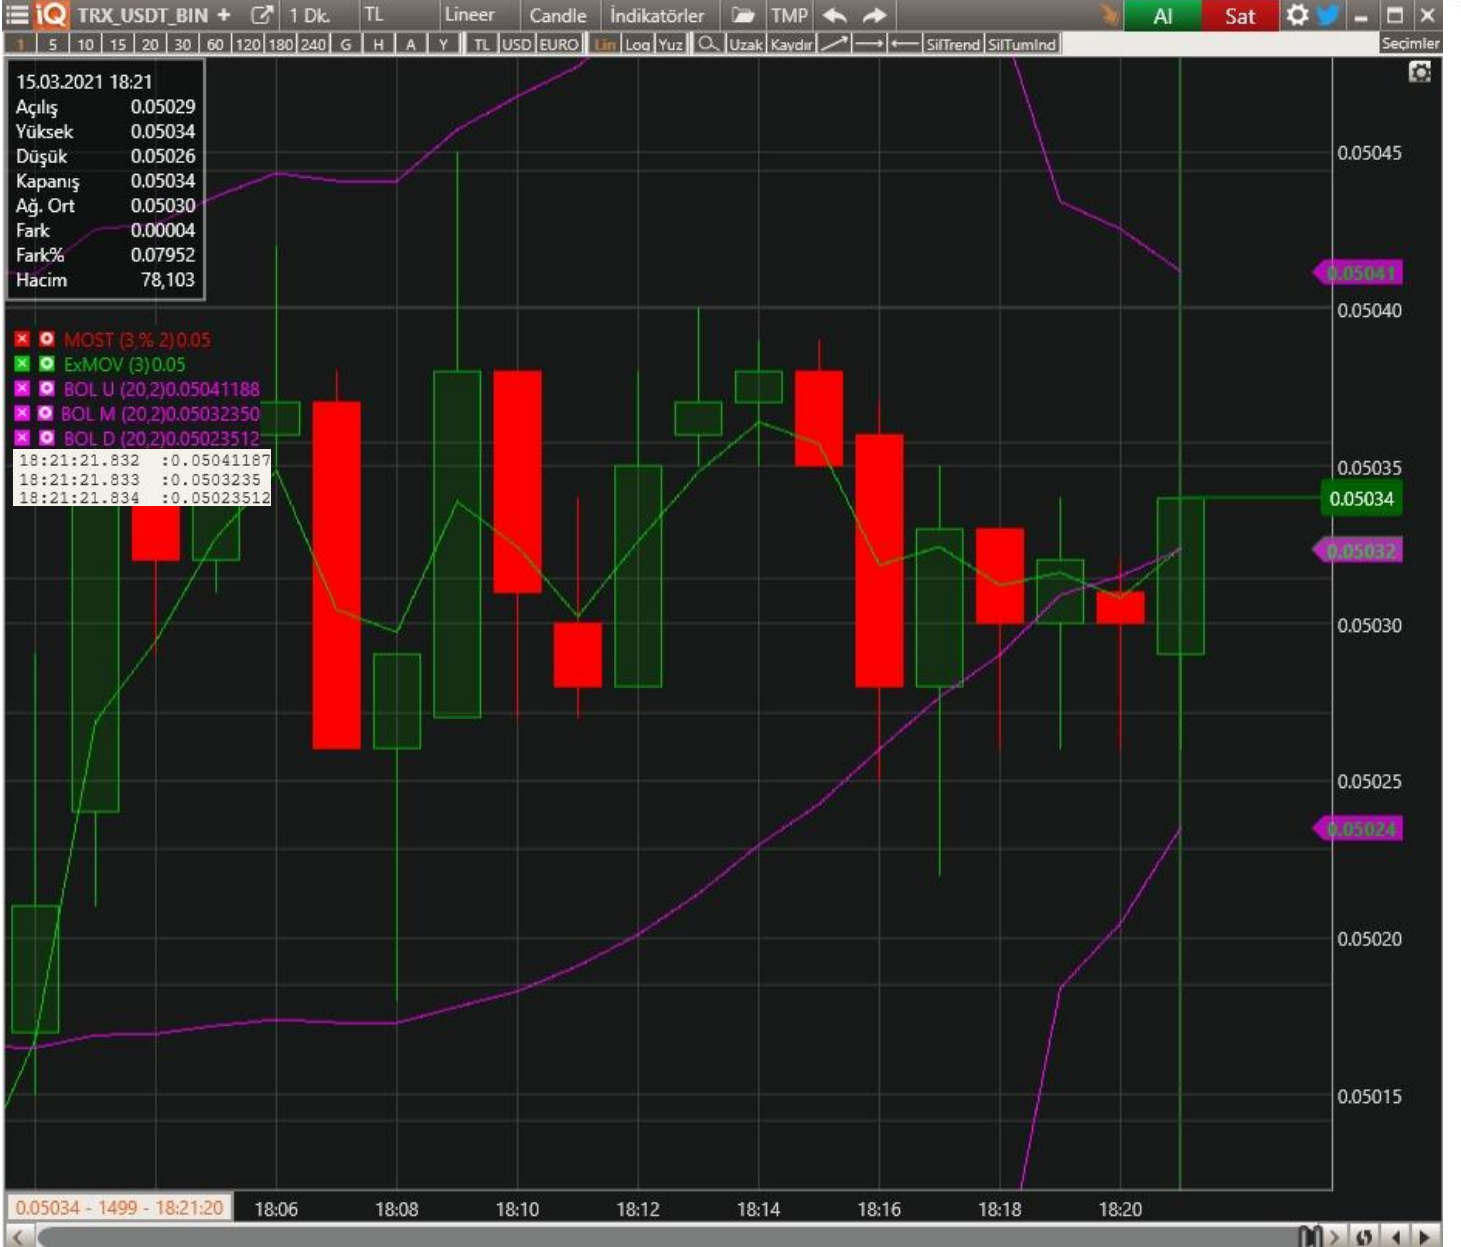 iQ TRX_USDT_BIN + 1 Dk. TL Lineer Candle İndikatörler TMP Al Sat
1 5 10 15 20 30 60 120 180 240 G H A Y TL USD EURO Lin Log Yuz Uzak Kaydır SilTrend SilTumInd Seçimler
15.03.2021 18:21
Açılış 0.05029
Yüksek 0.05034
Düşük 0.05026
Kapanış 0.05034
Ağ. Ort 0.05030
Fark 0.00004
Fark% 0.07952
Hacim 78,103
MOST (3,% 2)0.05
ExMOV (3)0.05
BOL U (20,2)0.05041188
BOL M (20,2)0.05032350
BOL D (20,2)0.05023512
18:21:21.832 :0.05041187
18:21:21.833 :0.0503235
18:21:21.834 :0.05023512
0.05045
0.05041
0.05040
0.05035
0.05034
0.05032
0.05030
0.05025
0.05024
0.05020
0.05015
0.05034 - 1499 - 18:21:20 18:06 18:08 18:10 18:12 18:14 18:16 18:18 18:20